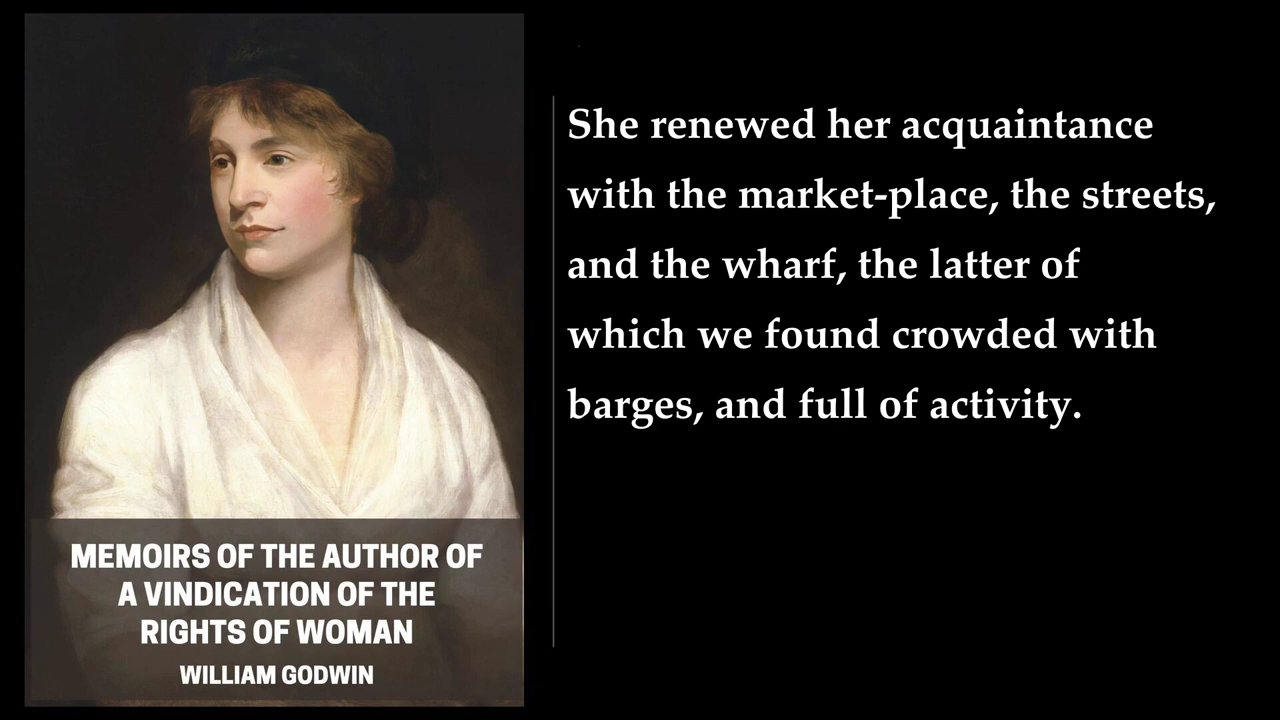 She renewed her acquaintance
with the market-place, the streets,
and the wharf, the latter of
which we found crowded with
barges, and full of activity.
MEMOIRS OF THE AUTHOR OF
A VINDICATION OF THE
RIGHTS OF WOMAN
WILLIAM GODWIN